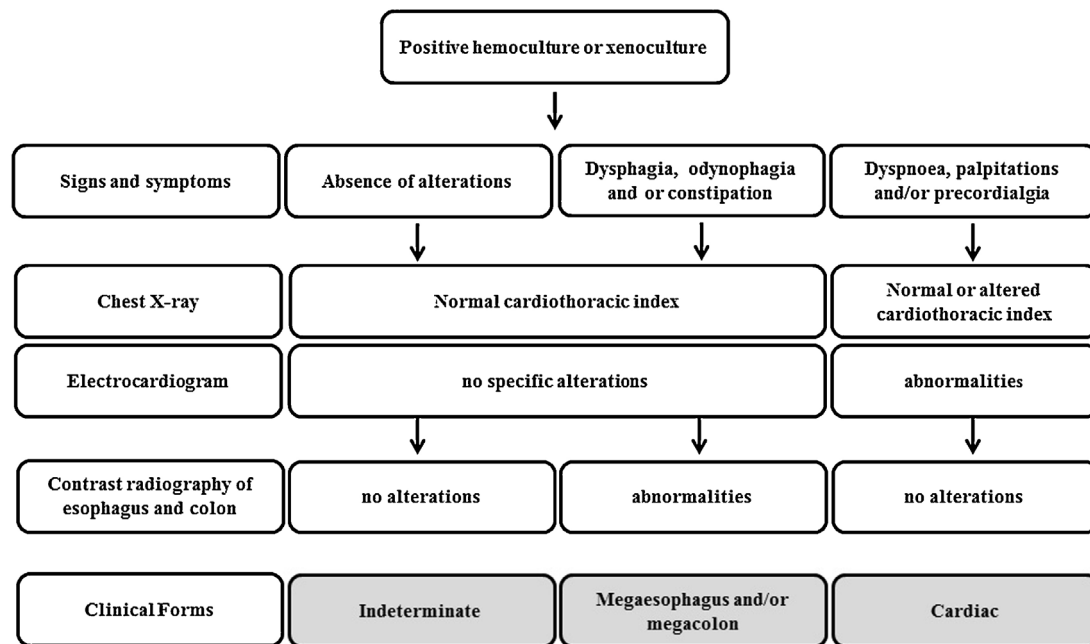 Positive hemoculture or xenoculture
Signs and symptoms
Absence of alterations
Dysphagia, odynophagia
and or constipation
Dyspnoea, palpitations
and/or precordialgia
Chest X-ray
Normal cardiothoracic index
Normal or altered
cardiothoracic index
Electrocardiogram
no specific alterations
abnormalities
Contrast radiography of
esophagus and colon
no alterations
abnormalities
no alterations
Clinical Forms
Indeterminate
Megaesophagus and/or
megacolon
Cardiac